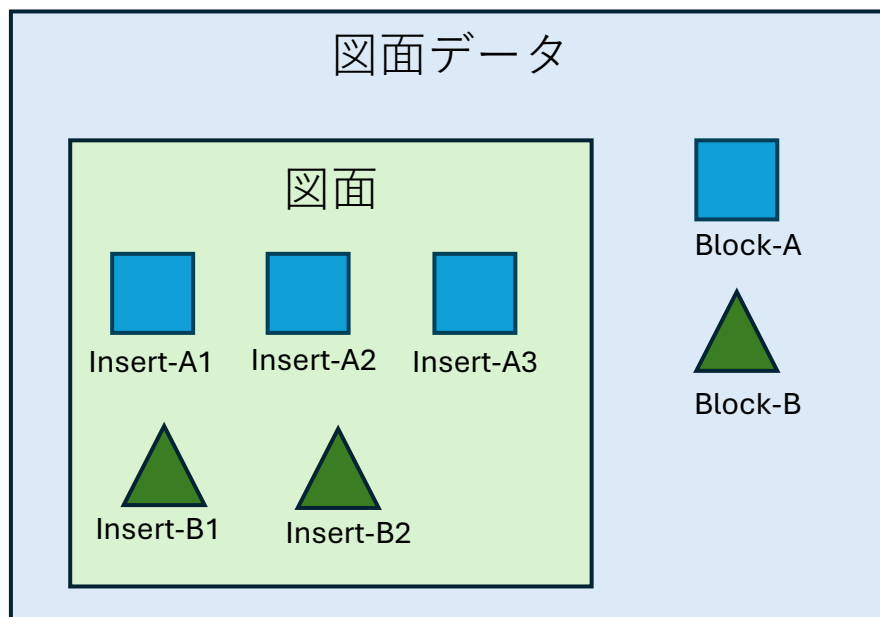 図面データ
図面
Block-A
Insert-A1
Insert-A2
Insert-A3
Block-B
Insert-B1
Insert-B2